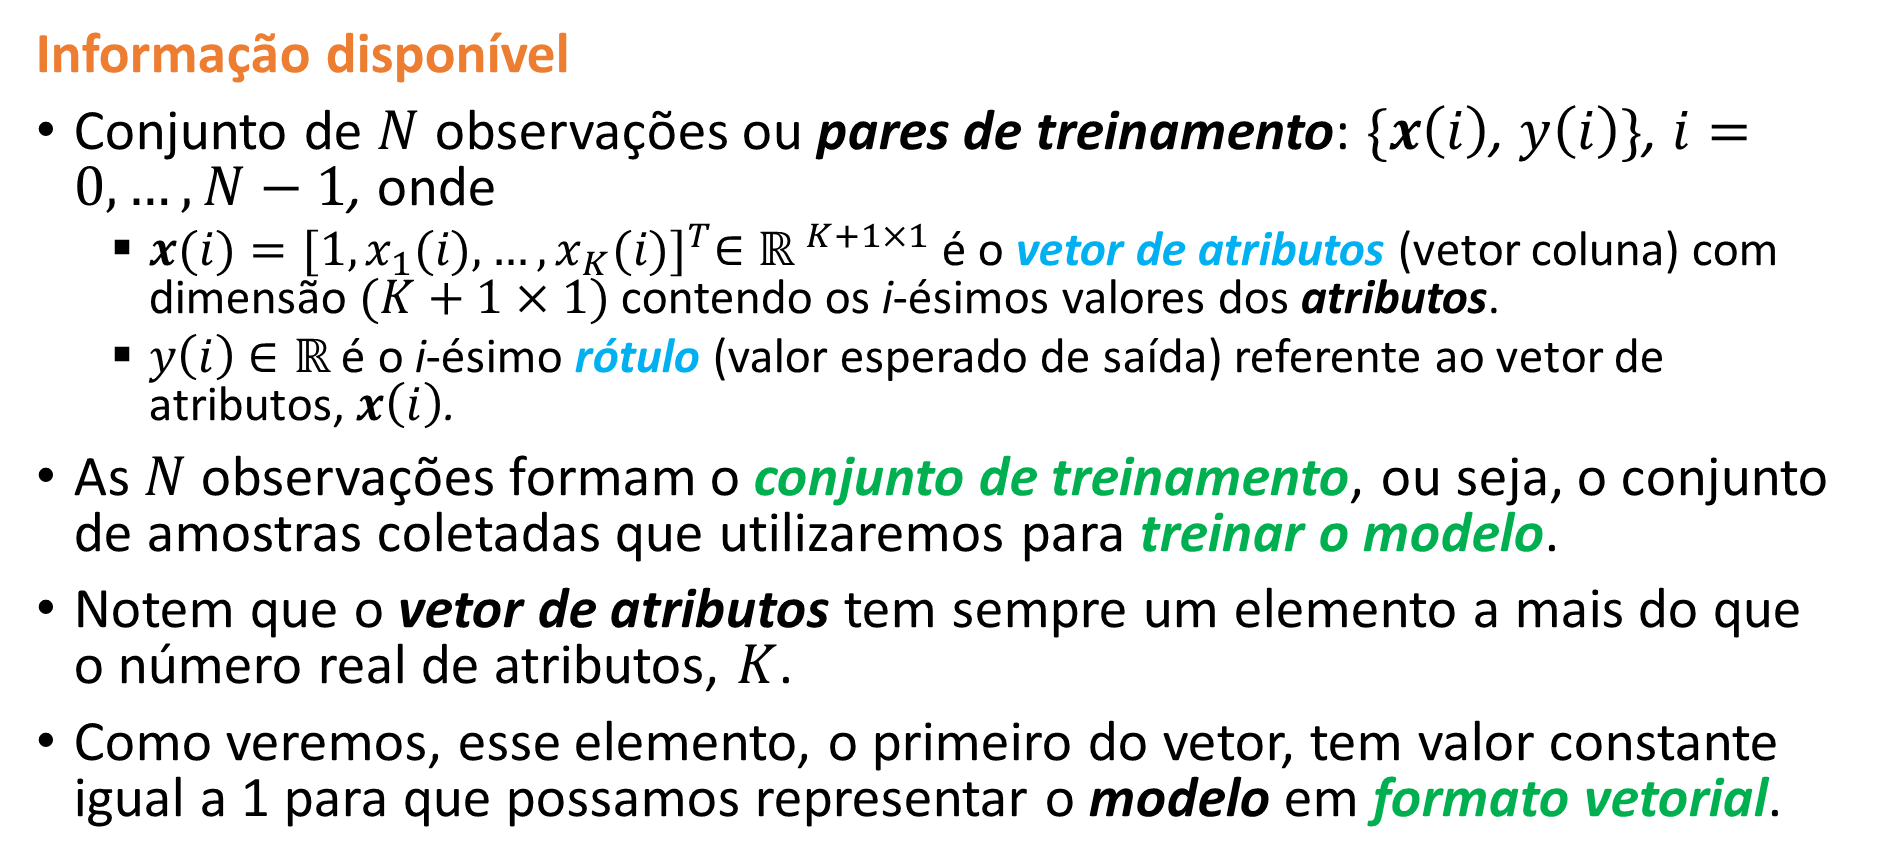 Informação disponível
• Conjunto de N observações ou pares de treinamento: {x(i), y(i)}, i =
0, … , N − 1, onde
▪ x(i) = [1, x₁(i), … , x_K(i)]ᵀ ∈ ℝ ᴷ⁺¹ˣ¹ é o vetor de atributos (vetor coluna) com
dimensão (K + 1 × 1) contendo os i-ésimos valores dos atributos.
▪ y(i) ∈ ℝ é o i-ésimo rótulo (valor esperado de saída) referente ao vetor de
atributos, x(i).
• As N observações formam o conjunto de treinamento, ou seja, o conjunto
de amostras coletadas que utilizaremos para treinar o modelo.
• Notem que o vetor de atributos tem sempre um elemento a mais do que
o número real de atributos, K.
• Como veremos, esse elemento, o primeiro do vetor, tem valor constante
igual a 1 para que possamos representar o modelo em formato vetorial.